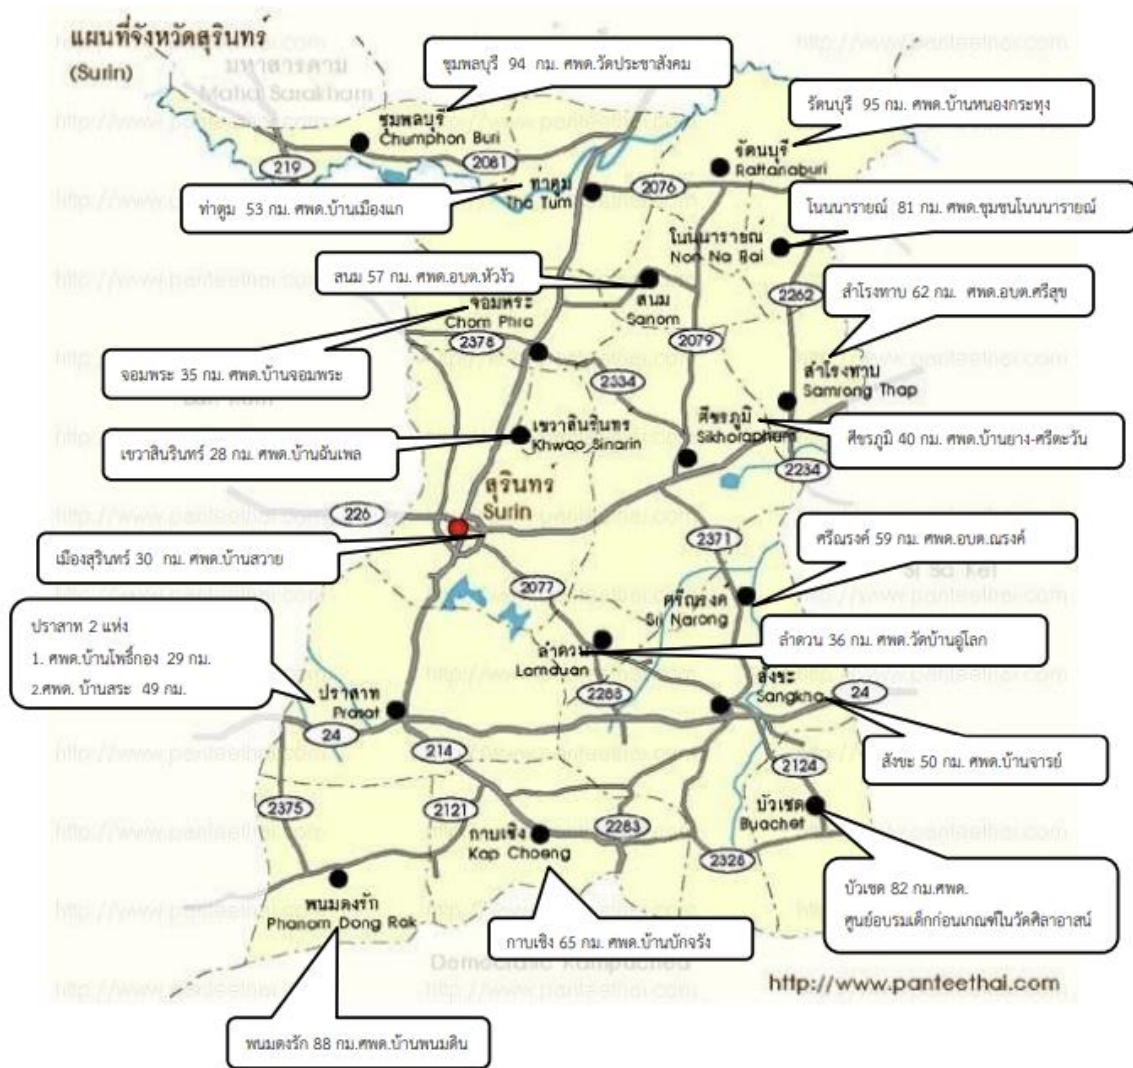 แผนที่จังหวัดสุรินทร์
(Surin)
มหาสารคาม
Maha Sarakham
http://www.panteethai.com
ชุมพลบุรี 94 กม. ศพด.วัดประชาสังคม
รัตนบุรี 95 กม. ศพด.บ้านหนองกระทุง
ชุมพลบุรี
Chumphon Buri
219
2081
รัตนบุรี
Rattanaburi
ท่าตูม
Tha Tum
2076
ท่าตูม 53 กม. ศพด.บ้านเมืองแก
โนนนารายณ์ 81 กม. ศพด.ชุมชนโนนนารายณ์
โนนนารายณ
Non Na Rai
สนม 57 กม. ศพด.อบต.หัวงัว
สนม
Sanom
2262
สำโรงทาบ 62 กม. ศพด.อบต.ศรีสุข
จอมพระ
Chom Phra
2378
2079
จอมพระ 35 กม. ศพด.บ้านจอมพระ
2334
สำโรงทาบ
Samrong Thap
เขวาสินรินทร
Khwao Sinarin
ศีขรภูมิ
Sikhoraphum
ศีขรภูมิ 40 กม. ศพด.บ้านยาง-ศรีตะวัน
เขวาสินรินทร์ 28 กม. ศพด.บ้านฉันเพล
2234
สุรินทร
Surin
226
2371
ศรีณรงค์ 59 กม. ศพด.อบต.ณรงค์
เมืองสุรินทร์ 30 กม. ศพด.บ้านสวาย
Si Sa Ket
2077
ศรีณรงค
Sri Narong
ปราสาท 2 แห่ง
1. ศพด.บ้านโพธิ์กอง 29 กม.
2.ศพด. บ้านสระ 49 กม.
ลำดวน
Lamduan
ลำดวน 36 กม. ศพด.วัดบ้านอู่โลก
ปราสาท
Prasat
2283
สังขะ
Sangkha
24
24
214
สังขะ 50 กม. ศพด.บ้านจารย์
2124
2375
2121
บัวเชด
Buachet
กาบเชิง
Kap Choeng
2283
2328
บัวเชด 82 กม.ศพด.
ศูนย์อบรมเด็กก่อนเกณฑ์ในวัดศิลาอาสน์
พนมดงรัก
Phanom Dong Rak
กาบเชิง 65 กม. ศพด.บ้านบักจรัง
Democratic Kampuchea
http://www.panteethai.com
พนมดงรัก 88 กม.ศพด.บ้านพนมดิน